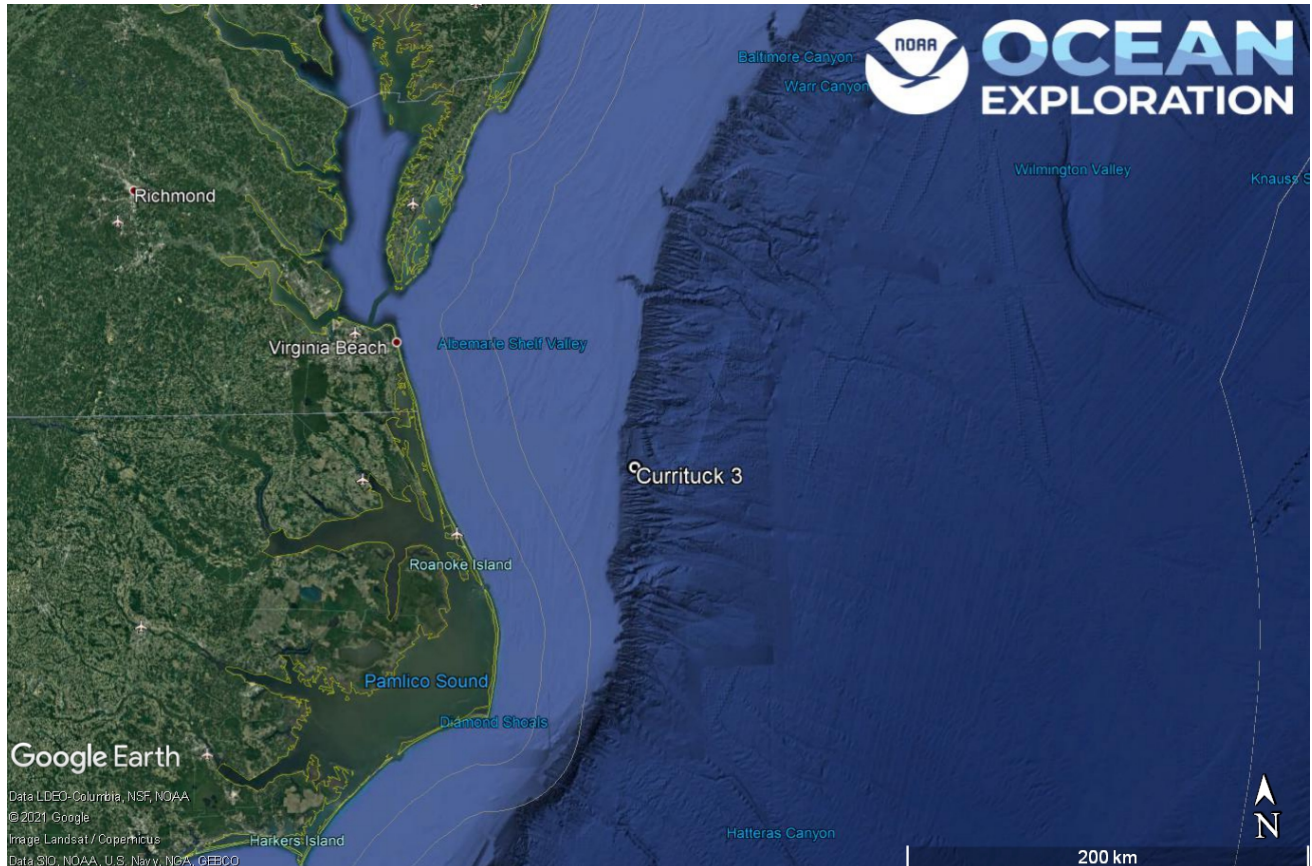 NOAA
OCEAN
EXPLORATION
Baltimore Canyon
Warr Canyon
Wilmington Valley
Richmond
Virginia Beach
Albemarle Shelf Valley
Currituck 3
Roanoke Island
Pamlico Sound
Diamond Shoals
Google Earth
Data LDEO-Columbia, NSF, NOAA
© 2021 Google
Image Landsat / Copernicus
Data SIO, NOAA, U.S. Navy, NGA, GEBCO
Harkers Island
Hatteras Canyon
N
200 km
Knauss S